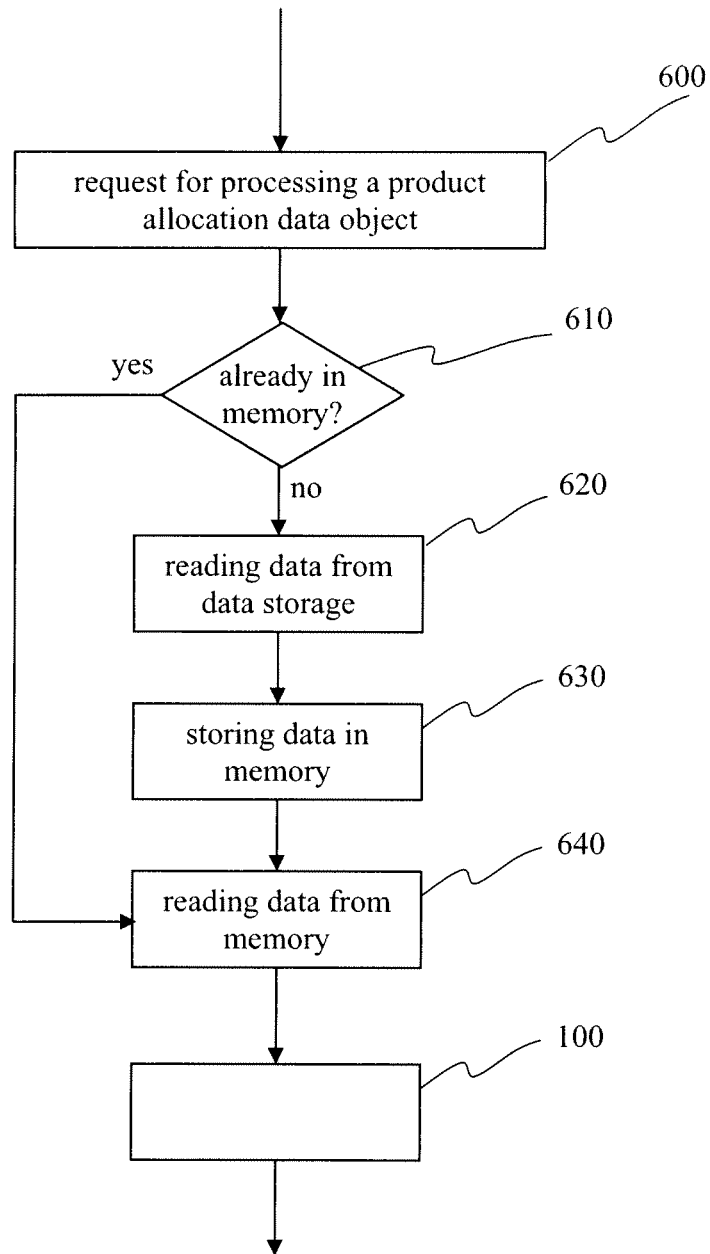 600
request for processing a product
allocation data object
610
yes
already in
memory?
no
620
reading data from
data storage
630
storing data in
memory
640
reading data from
memory
100